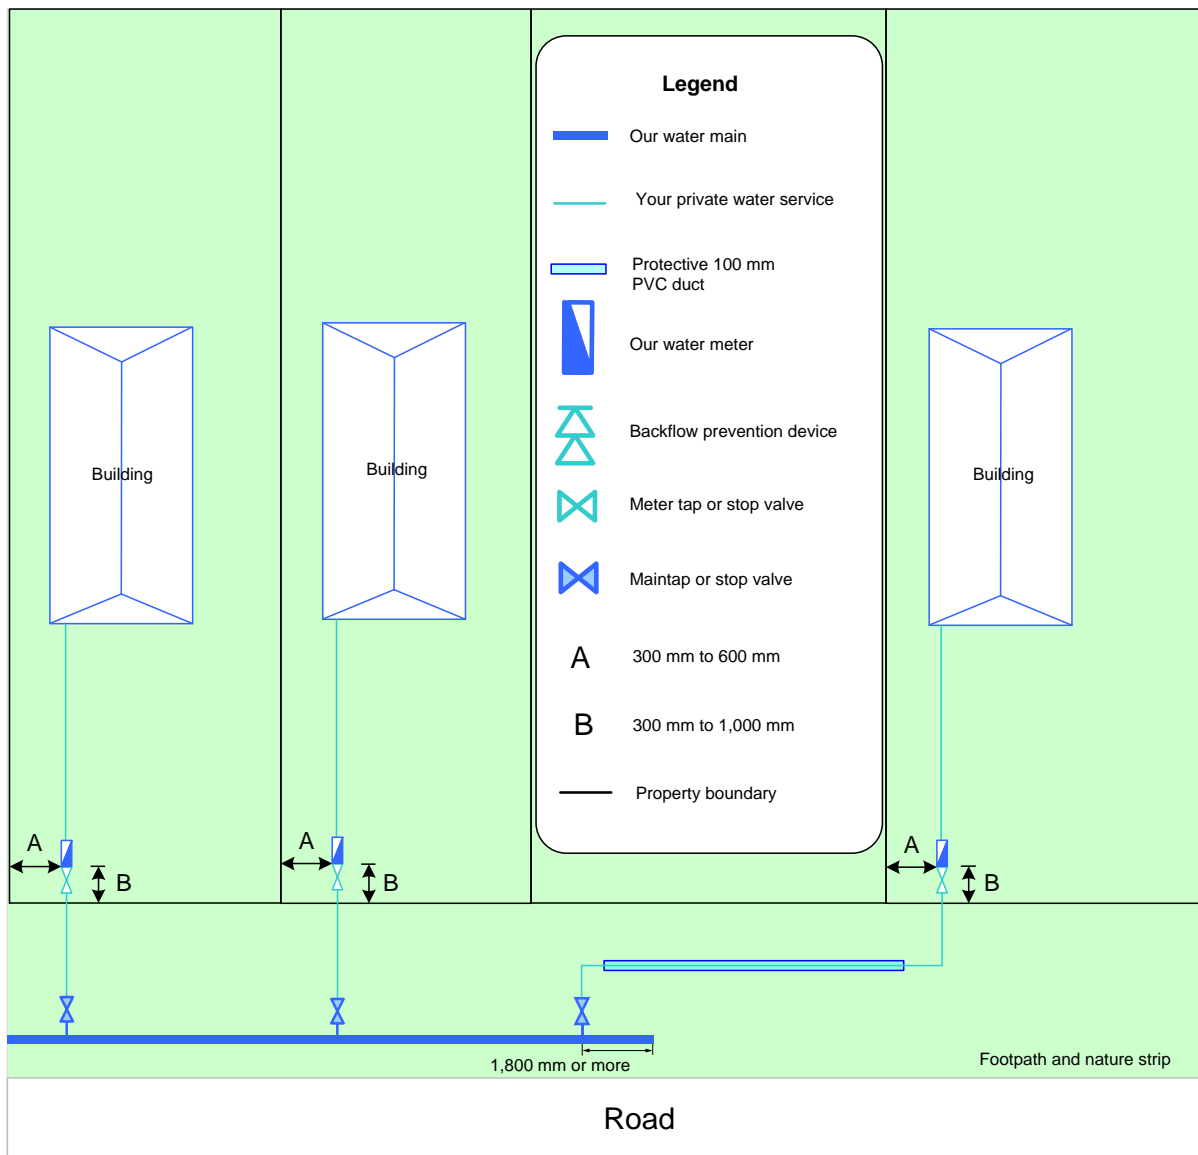 Legend
Our water main
Your private water service
Protective 100 mm
PVC duct
Our water meter
Backflow prevention device
Meter tap or stop valve
Maintap or stop valve
A 300 mm to 600 mm
B 300 mm to 1,000 mm
Property boundary
Building
Building
Building
A
B
A
B
A
B
1,800 mm or more
Footpath and nature strip
Road